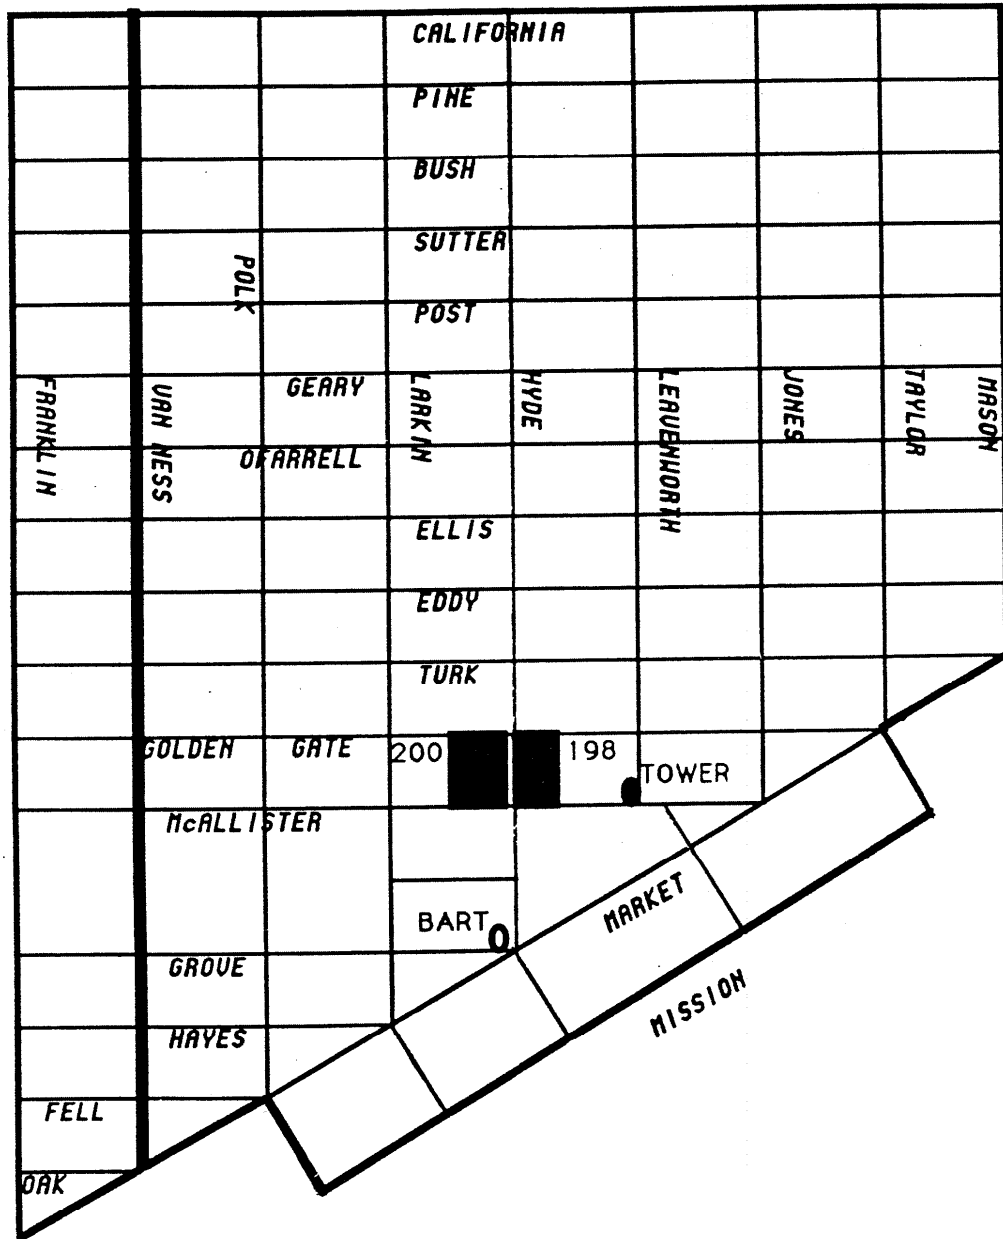 CALIFORNIA
PINE
BUSH
SUTTER
POLK
POST
FRANKLIN
VAN NESS
GEARY
LARKIN
HYDE
LEAVENWORTH
JONES
TAYLOR
MASON
OFARRELL
ELLIS
EDDY
TURK
GOLDEN GATE
200
198
TOWER
McALLISTER
MARKET
BART
GROVE
MISSION
HAYES
FELL
OAK